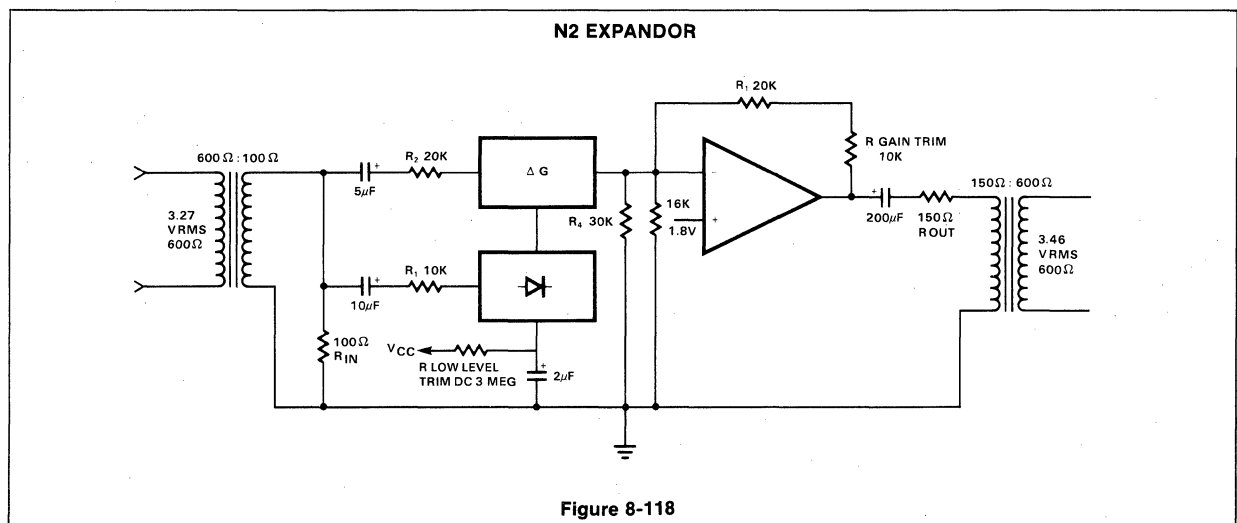 N2 EXPANDOR
R1 20K
600Ω : 100Ω
R2 20K
Δ G
R GAIN TRIM
10K
5μF
150Ω : 600Ω
3.27
VRMS
600Ω
R4 30K
16K
1.8V
-
+
200μF
150Ω
ROUT
3.46
VRMS
600Ω
R1 10K
10μF
100Ω
RIN
VCC
R LOW LEVEL
TRIM DC 3 MEG
2μF
Figure 8-118